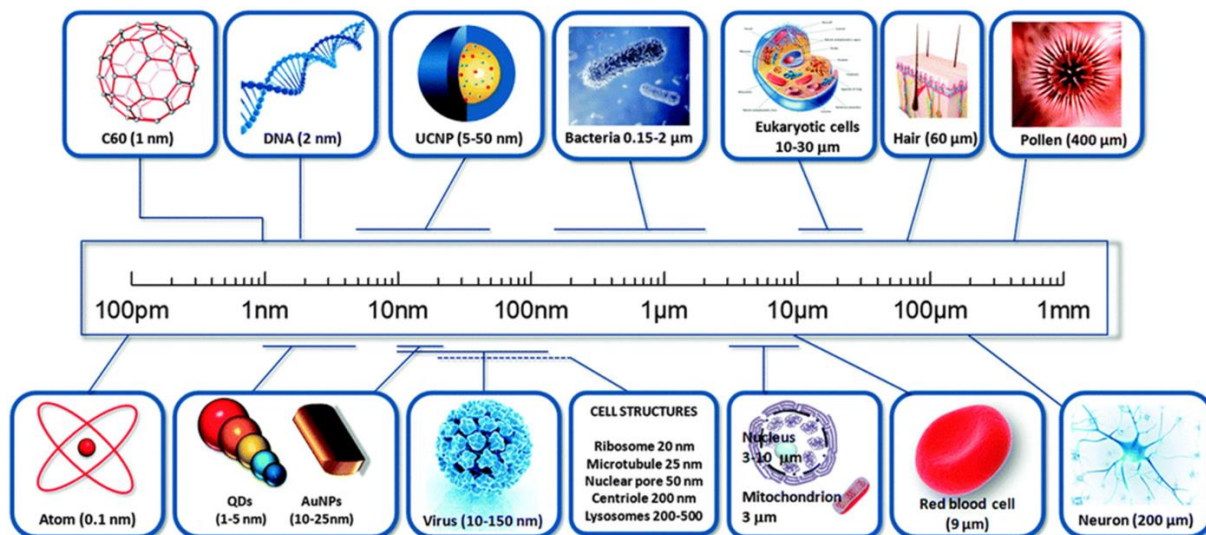 C60 (1 nm)
DNA (2 nm)
UCNP (5-50 nm)
Bacteria 0.15-2 µm
Eukaryotic cells
10-30 µm
Hair (60 µm)
Pollen (400 µm)
100pm
1nm
10nm
100nm
1µm
10µm
100µm
1mm
Atom (0.1 nm)
QDs
(1-5 nm)
AuNPs
(10-25nm)
Virus (10-150 nm)
CELL STRUCTURES
Ribosome 20 nm
Microtubule 25 nm
Nuclear pore 50 nm
Centriole 200 nm
Lysosomes 200-500
Nucleus
3-10 µm
Mitochondrion
3 µm
Red blood cell
(9 µm)
Neuron (200 µm)